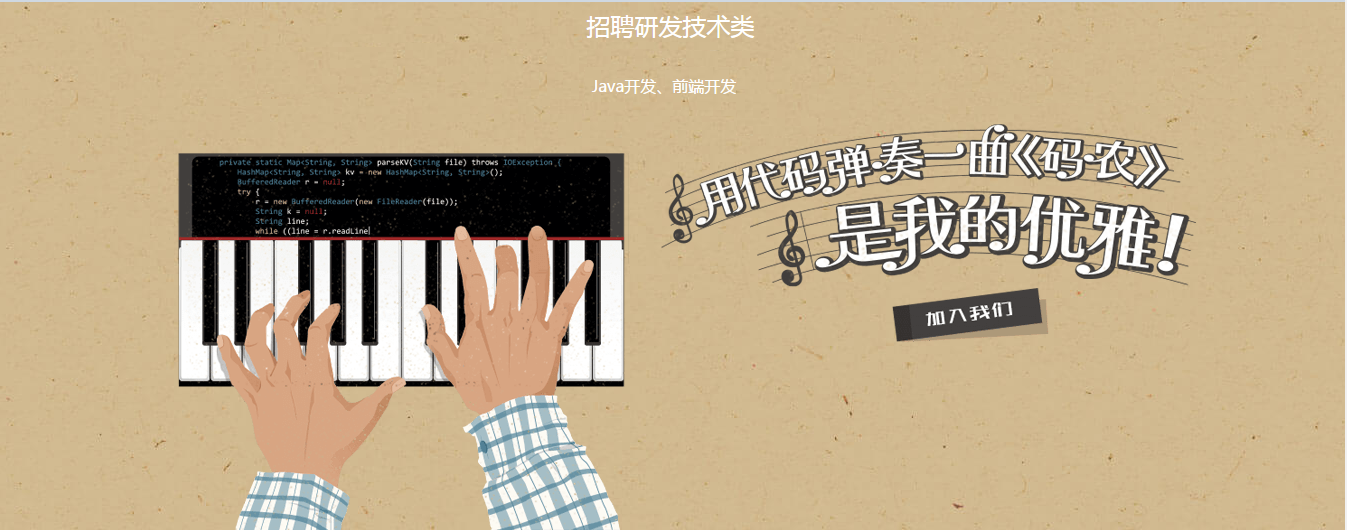 招聘研发技术类
Java开发、前端开发
private static Map<String, String> parseKV(String file) throws IOException {
HashMap<String, String> kv = new HashMap<String, String>();
BufferedReader r = null;
try {
r = new BufferedReader(new FileReader(file));
String k = null;
String line;
while ((line = r.readLine
用代码弹·奏一曲《码·农》
是我的优雅!
加入我们